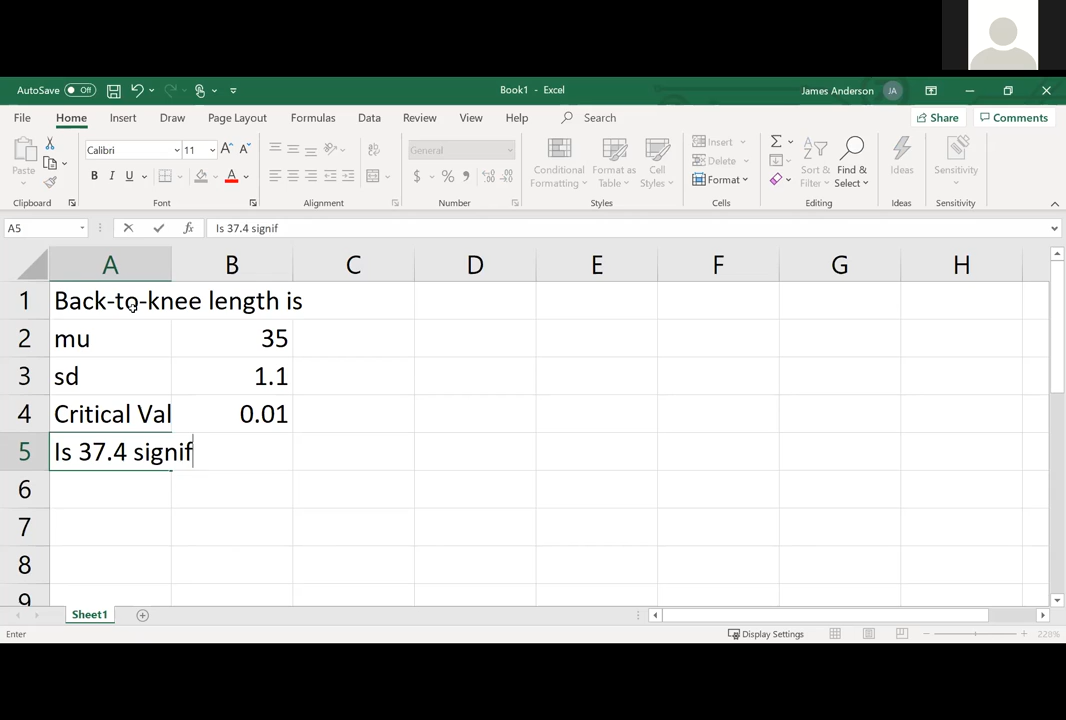 AutoSave Off Book1 - Excel James Anderson JA
File Home Insert Draw Page Layout Formulas Data Review View Help Search Share Comments
Paste Calibri 11 A A General Conditional Formatting Format as Table Cell Styles Insert Delete Format Sort & Filter Find & Select Ideas Sensitivity
B I U A $ % ,
Clipboard Font Alignment Number Styles Cells Editing Ideas Sensitivity
A5 fx Is 37.4 signif
A B C D E F G H
1 Back-to-knee length is
2 mu 35
3 sd 1.1
4 Critical Val 0.01
5 Is 37.4 signif
6
7
8
9
Sheet1
Enter Display Settings 228%